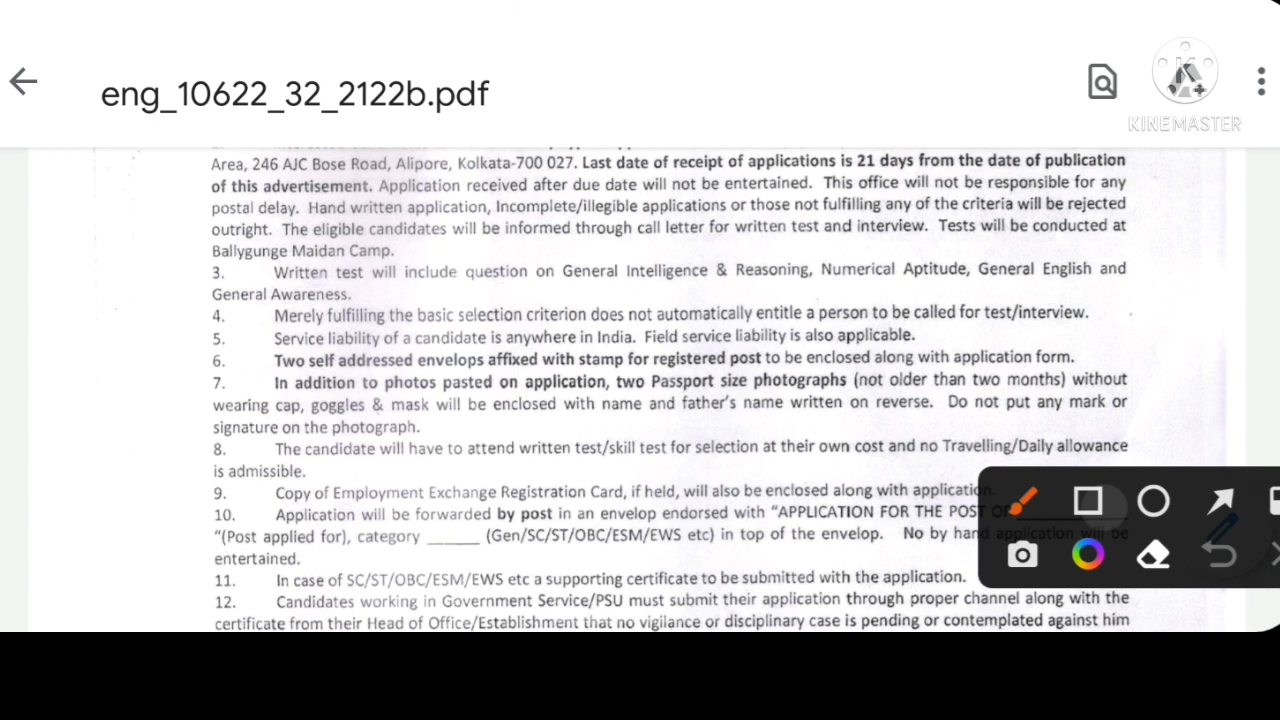 eng_10622_32_2122b.pdf
KINEMASTER
Area, 246 AJC Bose Road, Alipore, Kolkata-700 027. Last date of receipt of applications is 21 days from the date of publication
of this advertisement. Application received after due date will not be entertained. This office will not be responsible for any
postal delay. Hand written application, Incomplete/illegible applications or those not fulfilling any of the criteria will be rejected
outright. The eligible candidates will be informed through call letter for written test and interview. Tests will be conducted at
Ballygunge Maidan Camp.
3. Written test will include question on General Intelligence & Reasoning, Numerical Aptitude, General English and
General Awareness.
4. Merely fulfilling the basic selection criterion does not automatically entitle a person to be called for test/interview.
5. Service liability of a candidate is anywhere in India. Field service liability is also applicable.
6. Two self addressed envelops affixed with stamp for registered post to be enclosed along with application form.
7. In addition to photos pasted on application, two Passport size photographs (not older than two months) without
wearing cap, goggles & mask will be enclosed with name and father's name written on reverse. Do not put any mark or
signature on the photograph.
8. The candidate will have to attend written test/skill test for selection at their own cost and no Travelling/Daily allowance
is admissible.
9. Copy of Employment Exchange Registration Card, if held, will also be enclosed along with application.
10. Application will be forwarded by post in an envelop endorsed with "APPLICATION FOR THE POST OF ______
"(Post applied for), category ______ (Gen/SC/ST/OBC/ESM/EWS etc) in top of the envelop. No by hand application will be
entertained.
11. In case of SC/ST/OBC/ESM/EWS etc a supporting certificate to be submitted with the application.
12. Candidates working in Government Service/PSU must submit their application through proper channel along with the
certificate from their Head of Office/Establishment that no vigilance or disciplinary case is pending or contemplated against him